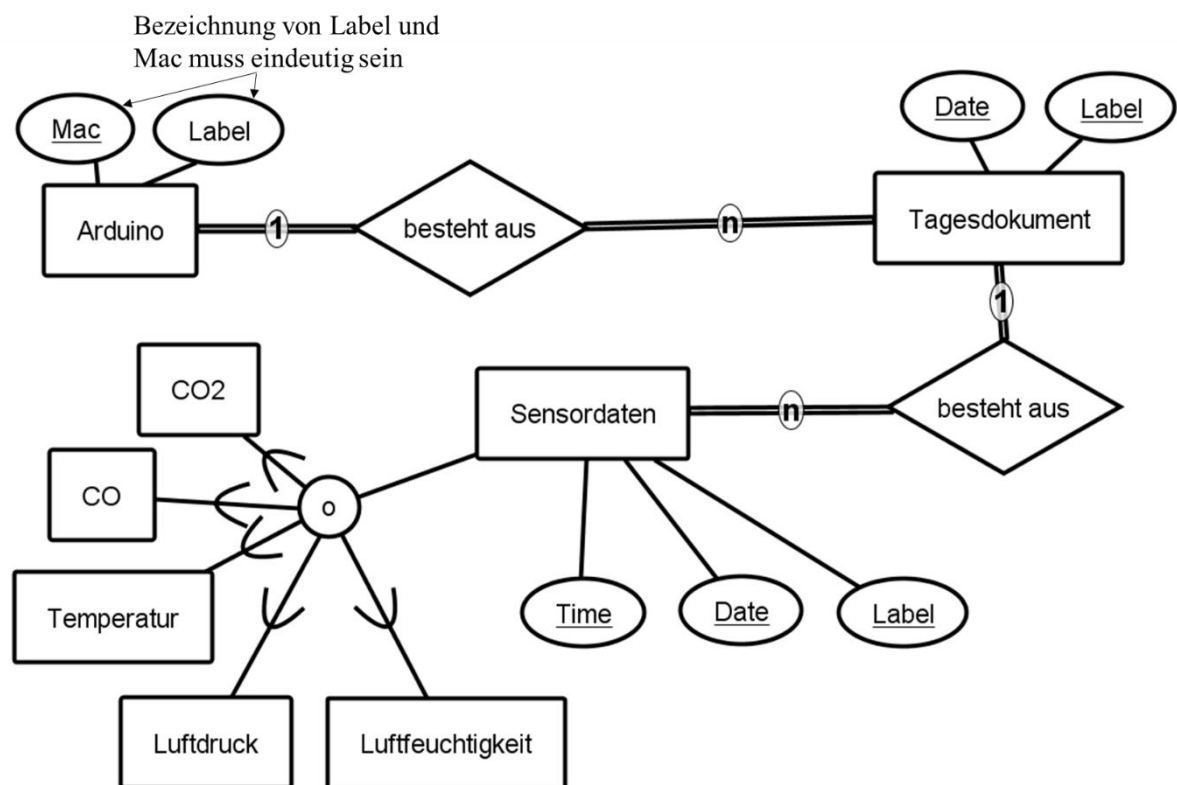 Bezeichnung von Label und
Mac muss eindeutig sein
Mac
Label
Date
Label
Arduino
1
besteht aus
n
Tagesdokument
1
CO2
Sensordaten
n
besteht aus
CO
o
Temperatur
Time
Date
Label
Luftdruck
Luftfeuchtigkeit